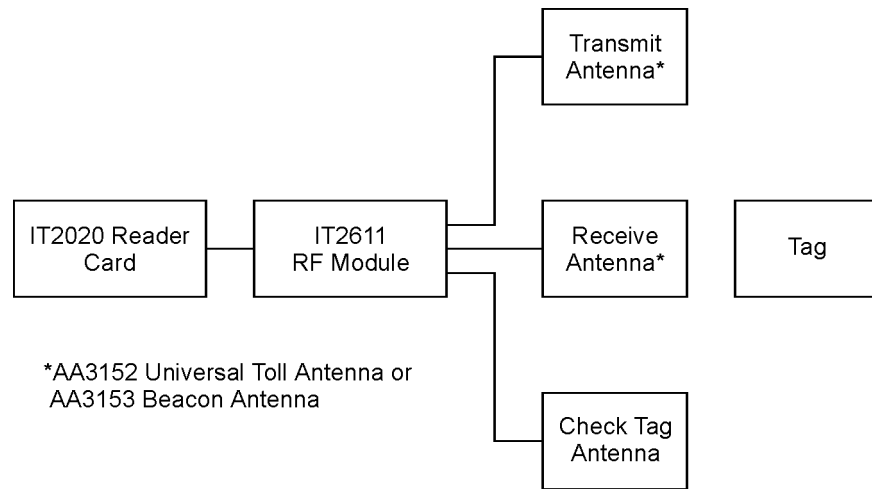 Transmit
Antenna*
IT2020 Reader
Card
IT2611
RF Module
Receive
Antenna*
Tag
*AA3152 Universal Toll Antenna or
AA3153 Beacon Antenna
Check Tag
Antenna